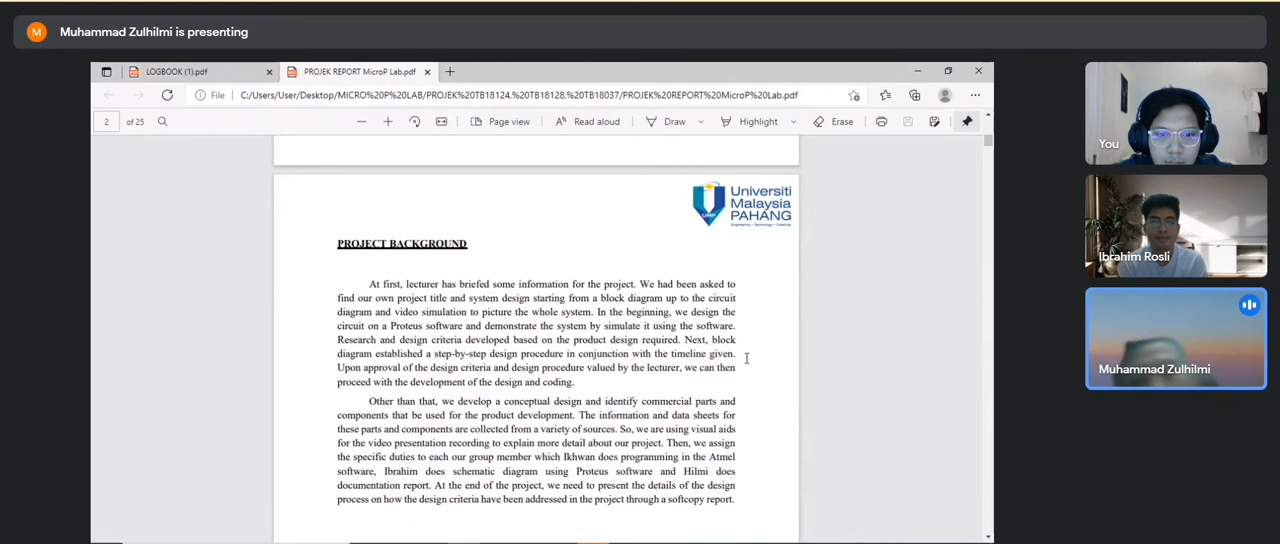 M
Muhammad Zulhilmi is presenting
LOGBOOK (1).pdf
PROJEK REPORT MicroP Lab.pdf
File
C:/Users/User/Desktop/MICRO%20P%20LAB/PROJEK%20TB18124.%20TB18128.%20TB18037/PROJEK%20REPORT%20MicroP%20Lab.pdf
2 of 25
Page view
Read aloud
Draw
Highlight
Erase
UMP
Universiti
Malaysia
PAHANG
Engineering • Technology • Creativity
PROJECT BACKGROUND
At first, lecturer has briefed some information for the project. We had been asked to
find our own project title and system design starting from a block diagram up to the circuit
diagram and video simulation to picture the whole system. In the beginning, we design the
circuit on a Proteus software and demonstrate the system by simulate it using the software.
Research and design criteria developed based on the product design required. Next, block
diagram established a step-by-step design procedure in conjunction with the timeline given.
Upon approval of the design criteria and design procedure valued by the lecturer, we can then
proceed with the development of the design and coding.
Other than that, we develop a conceptual design and identify commercial parts and
components that be used for the product development. The information and data sheets for
these parts and components are collected from a variety of sources. So, we are using visual aids
for the video presentation recording to explain more detail about our project. Then, we assign
the specific duties to each our group member which Ikhwan does programming in the Atmel
software, Ibrahim does schematic diagram using Proteus software and Hilmi does
documentation report. At the end of the project, we need to present the details of the design
process on how the design criteria have been addressed in the project through a softcopy report.
You
Ibrahim Rosli
Muhammad Zulhilmi